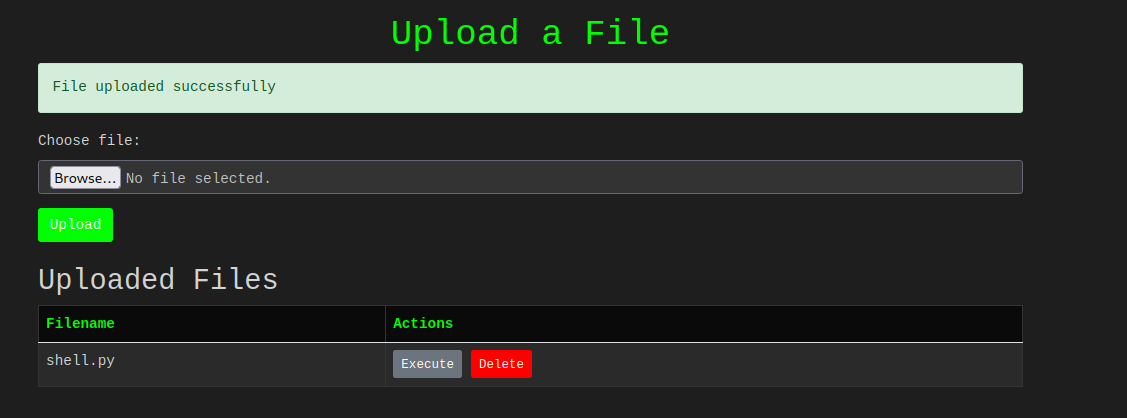 Upload a File
File uploaded successfully
Choose file:
Browse... No file selected.
Upload
Uploaded Files
Filename Actions
shell.py Execute Delete